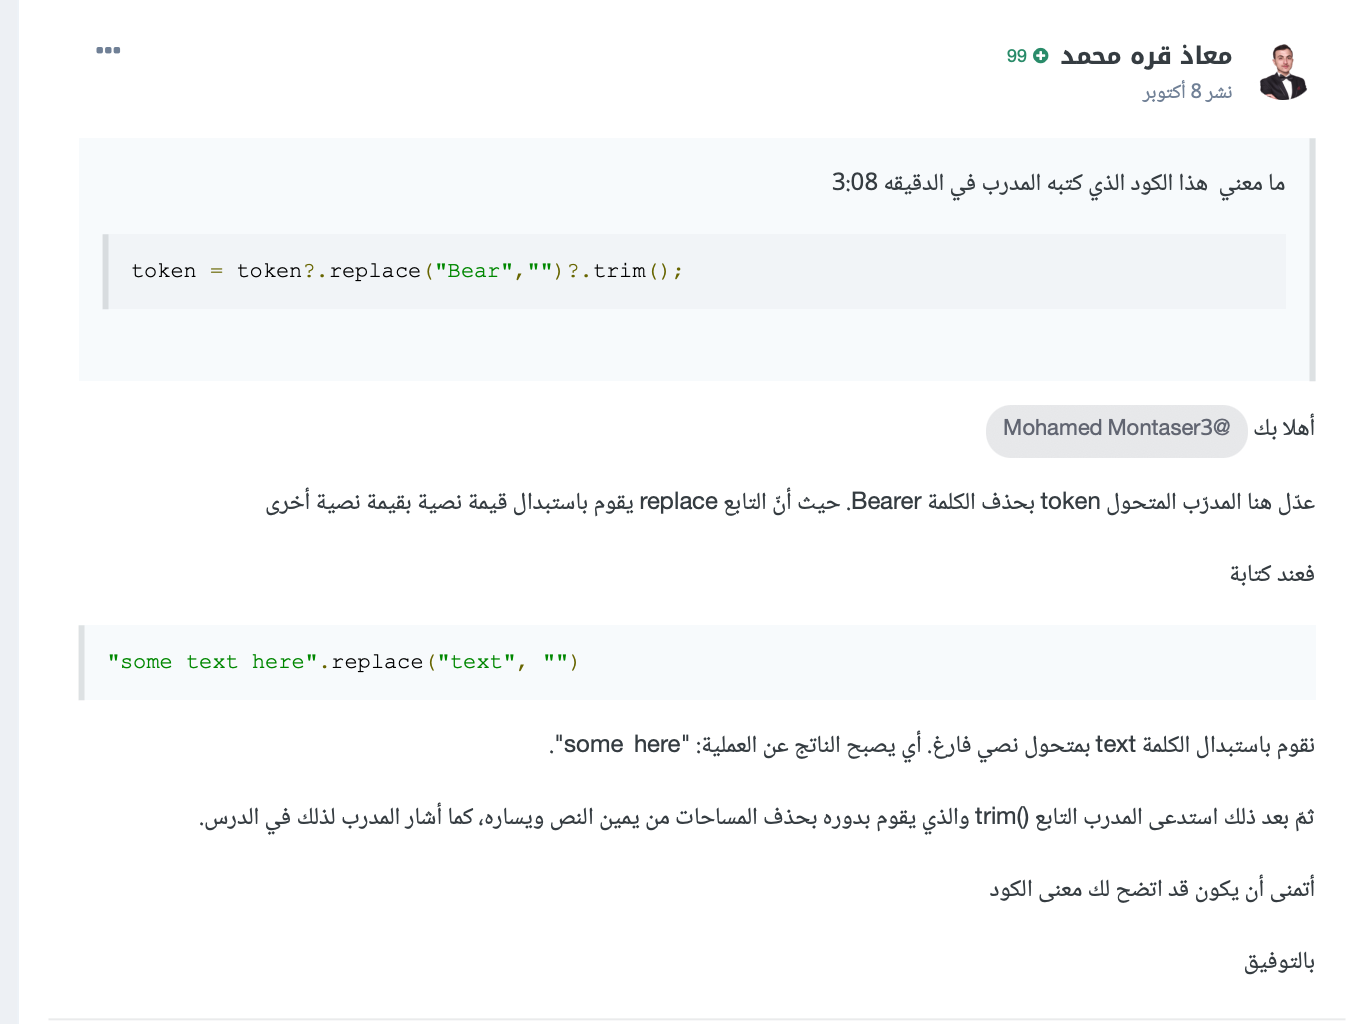 معاذ قره محمد 99
نشر 8 أكتوبر
ما معني هذا الكود الذي كتبه المدرب في الدقيقه 3:08
token = token?.replace("Bear","")?.trim();
أهلا بك @Mohamed Montaser3
عدّل هنا المدرّب المتحول token بحذف الكلمة Bearer. حيث أنّ التابع replace يقوم باستبدال قيمة نصية بقيمة نصية أخرى
فعند كتابة
"some text here".replace("text", "")
نقوم باستبدال الكلمة text بمتحول نصي فارغ. أي يصبح الناتج عن العملية: "some  here".
ثمّ بعد ذلك استدعى المدرب التابع trim() والذي يقوم بدوره بحذف المساحات من يمين النص ويساره، كما أشار المدرب لذلك في الدرس.
أتمنى أن يكون قد اتضح لك معنى الكود
بالتوفيق